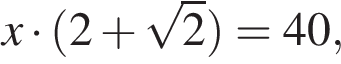 x · (2 + √2) = 40,